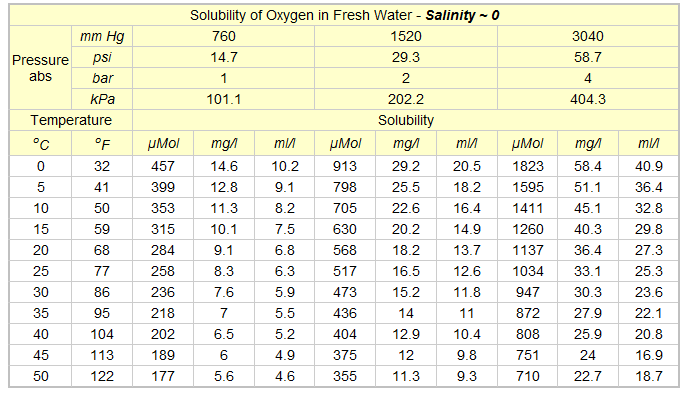 Solubility of Oxygen in Fresh Water - Salinity ~ 0
Pressure abs mm Hg 760 1520 3040
psi 14.7 29.3 58.7
bar 1 2 4
kPa 101.1 202.2 404.3
Temperature Solubility
ºC ºF µMol mg/l ml/l µMol mg/l ml/l µMol mg/l ml/l
0 32 457 14.6 10.2 913 29.2 20.5 1823 58.4 40.9
5 41 399 12.8 9.1 798 25.5 18.2 1595 51.1 36.4
10 50 353 11.3 8.2 705 22.6 16.4 1411 45.1 32.8
15 59 315 10.1 7.5 630 20.2 14.9 1260 40.3 29.8
20 68 284 9.1 6.8 568 18.2 13.7 1137 36.4 27.3
25 77 258 8.3 6.3 517 16.5 12.6 1034 33.1 25.3
30 86 236 7.6 5.9 473 15.2 11.8 947 30.3 23.6
35 95 218 7 5.5 436 14 11 872 27.9 22.1
40 104 202 6.5 5.2 404 12.9 10.4 808 25.9 20.8
45 113 189 6 4.9 375 12 9.8 751 24 16.9
50 122 177 5.6 4.6 355 11.3 9.3 710 22.7 18.7